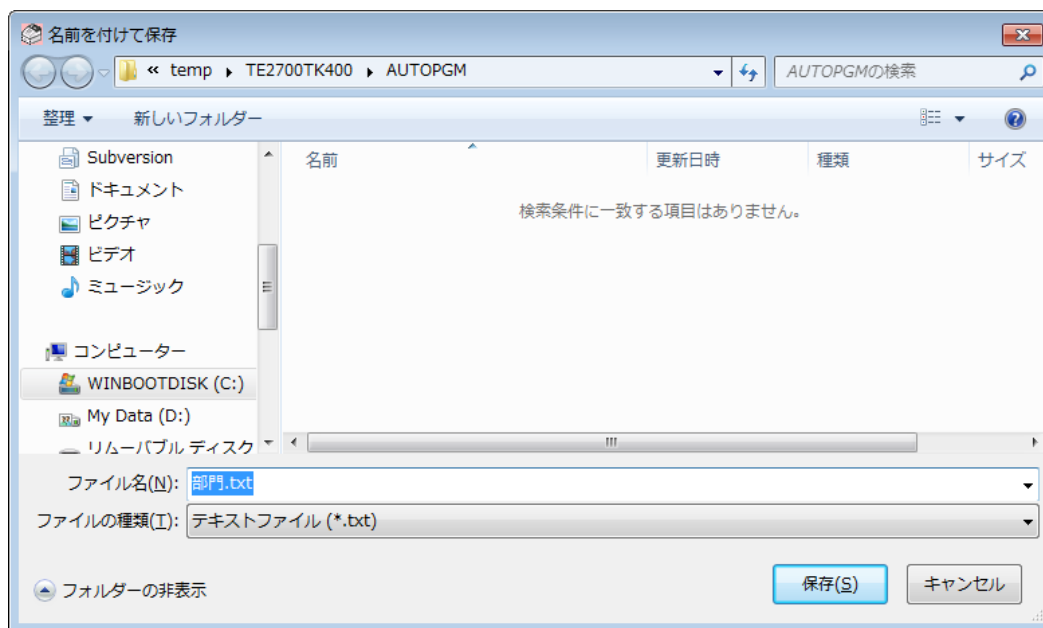 名前を付けて保存
« temp ▸ TE2700TK400 ▸ AUTOPGM
AUTOPGMの検索
整理 ▼ 新しいフォルダー
Subversion
ドキュメント
ピクチャ
ビデオ
ミュージック
コンピューター
WINBOOTDISK (C:)
My Data (D:)
リムーバブル ディスク
名前 更新日時 種類 サイズ
検索条件に一致する項目はありません。
ファイル名(N): 部門.txt
ファイルの種類(T): テキストファイル (*.txt)
フォルダーの非表示
保存(S) キャンセル